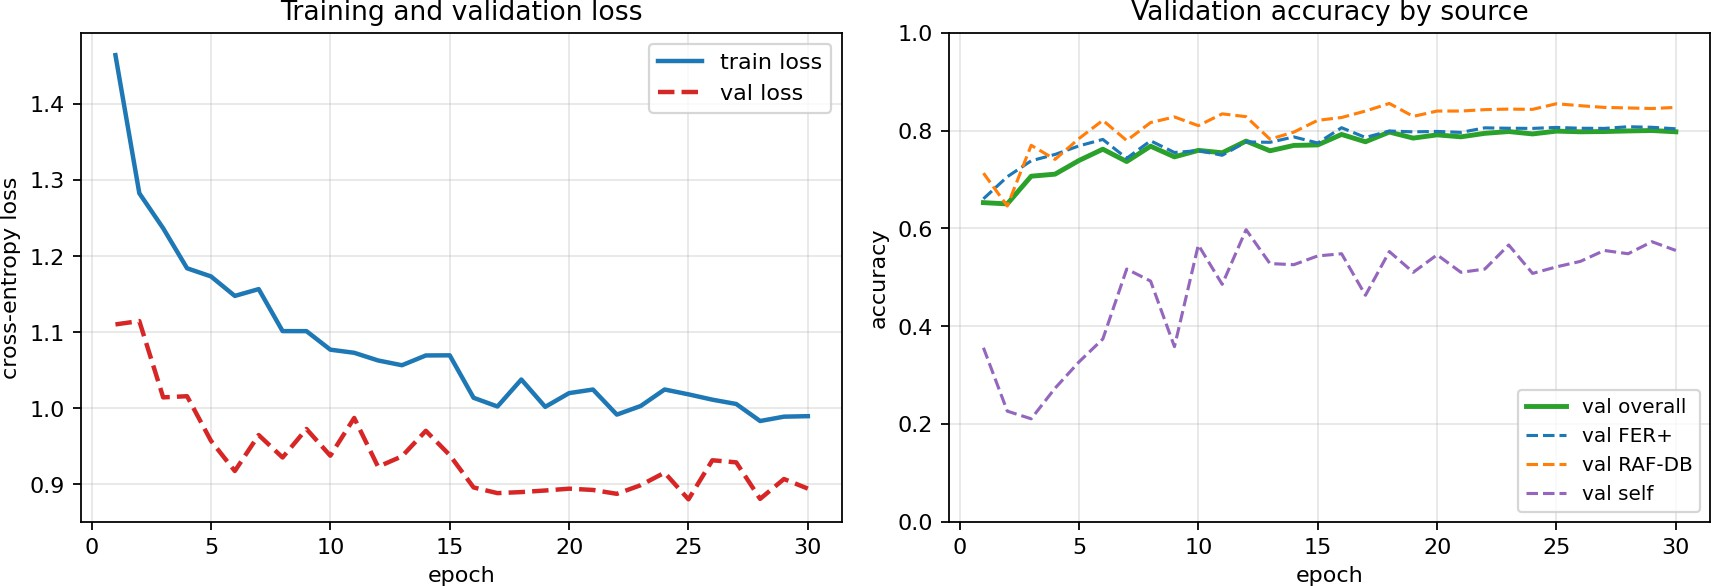 Training and validation loss
cross-entropy loss
1.4
1.3
1.2
1.1
1.0
0.9
train loss
val loss
0
5
10
15
20
25
30
epoch
Validation accuracy by source
accuracy
1.0
0.8
0.6
0.4
0.2
0.0
val overall
val FER+
val RAF-DB
val self
0
5
10
15
20
25
30
epoch